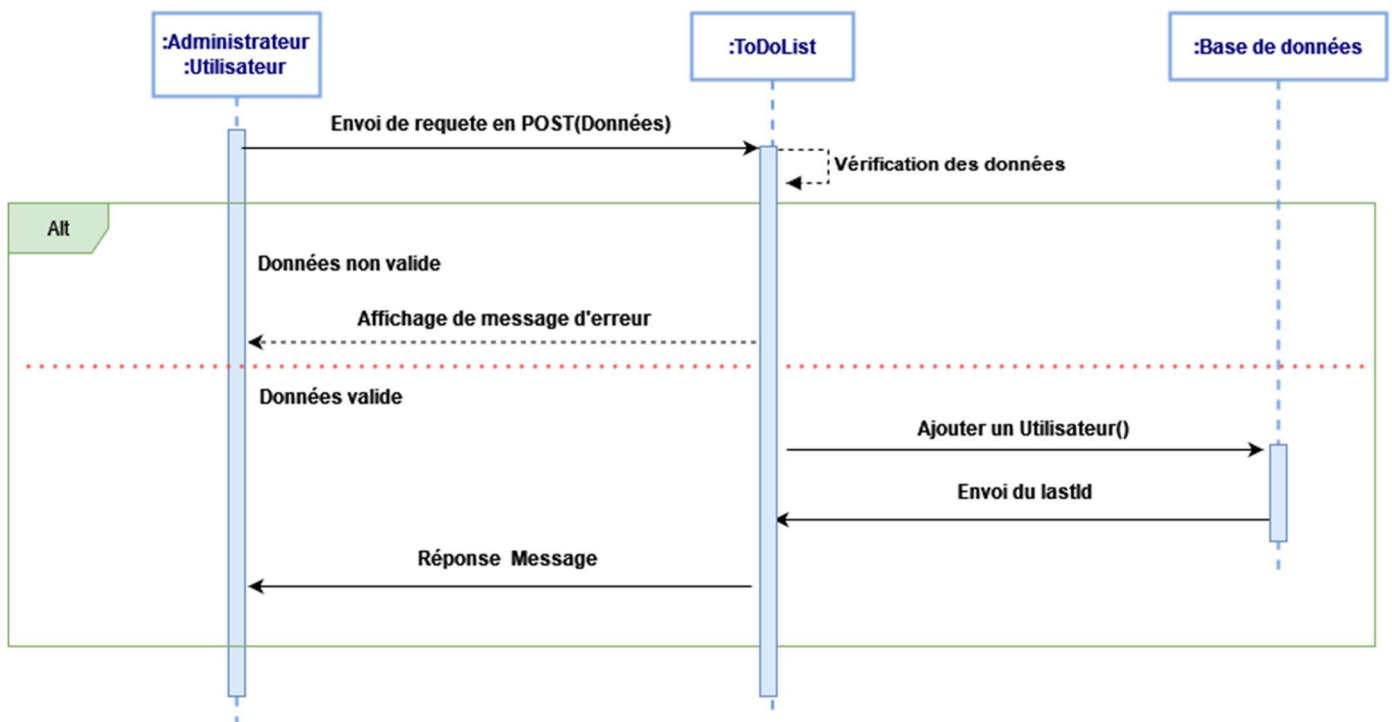 :Administrateur
:Utilisateur
:ToDoList
:Base de données
Envoi de requete en POST(Données)
Vérification des données
Alt
Données non valide
Affichage de message d'erreur
Données valide
Ajouter un Utilisateur()
Envoi du lastId
Réponse Message